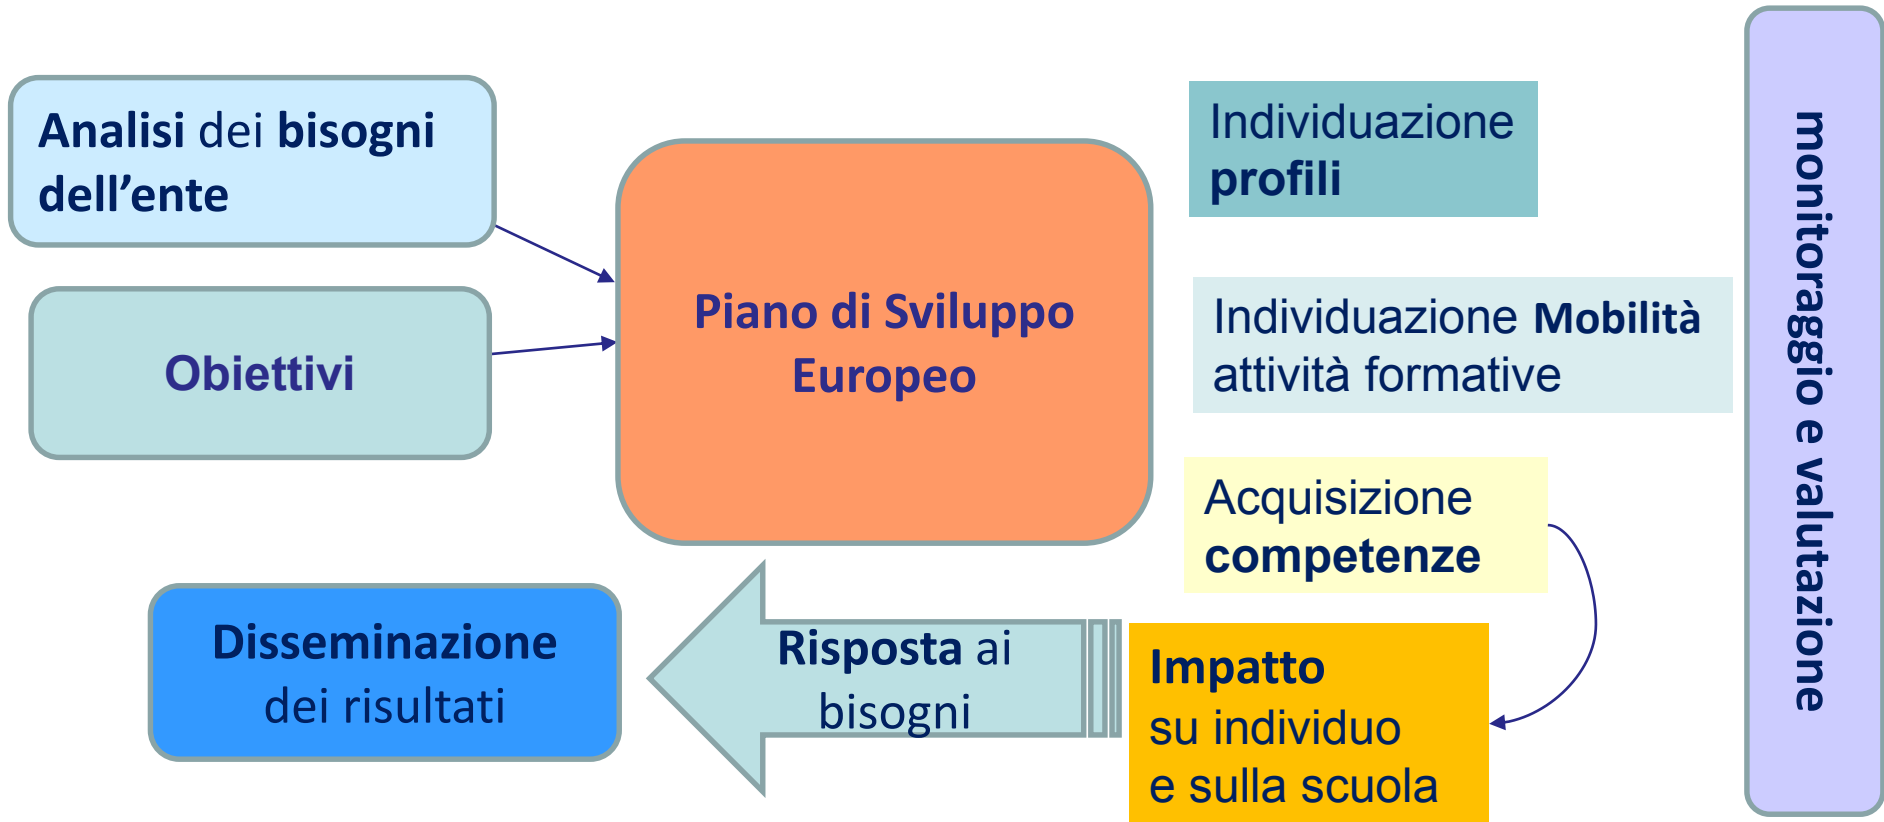 Analisi dei bisogni
dell’ente
Obiettivi
Piano di Sviluppo
Europeo
Individuazione
profili
Individuazione Mobilità
attività formative
Acquisizione
competenze
Impatto
su individuo
e sulla scuola
Risposta ai
bisogni
Disseminazione
dei risultati
monitoraggio e valutazione